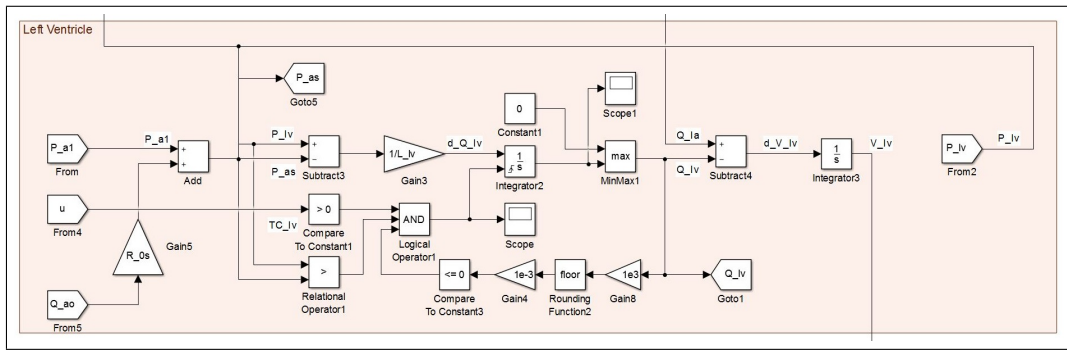 Left Ventricle
P_as
Goto5
Scope1
0
Constant1
P_a1
From
P_a1
+
+
Add
P_lv
P_as
+
−
Subtract3
1/L_lv
Gain3
d_Q_lv
1
s
Integrator2
max
MinMax1
Q_la
Q_lv
+
−
Subtract4
d_V_lv
1
s
Integrator3
V_lv
P_lv
From2
P_lv
u
From4
TC_lv
> 0
Compare
To Constant1
AND
Logical
Operator1
Scope
R_0s
Gain5
>
Relational
Operator1
<= 0
Compare
To Constant3
1e-3
Gain4
floor
Rounding
Function2
1e3
Gain8
Q_lv
Goto1
Q_ao
From5